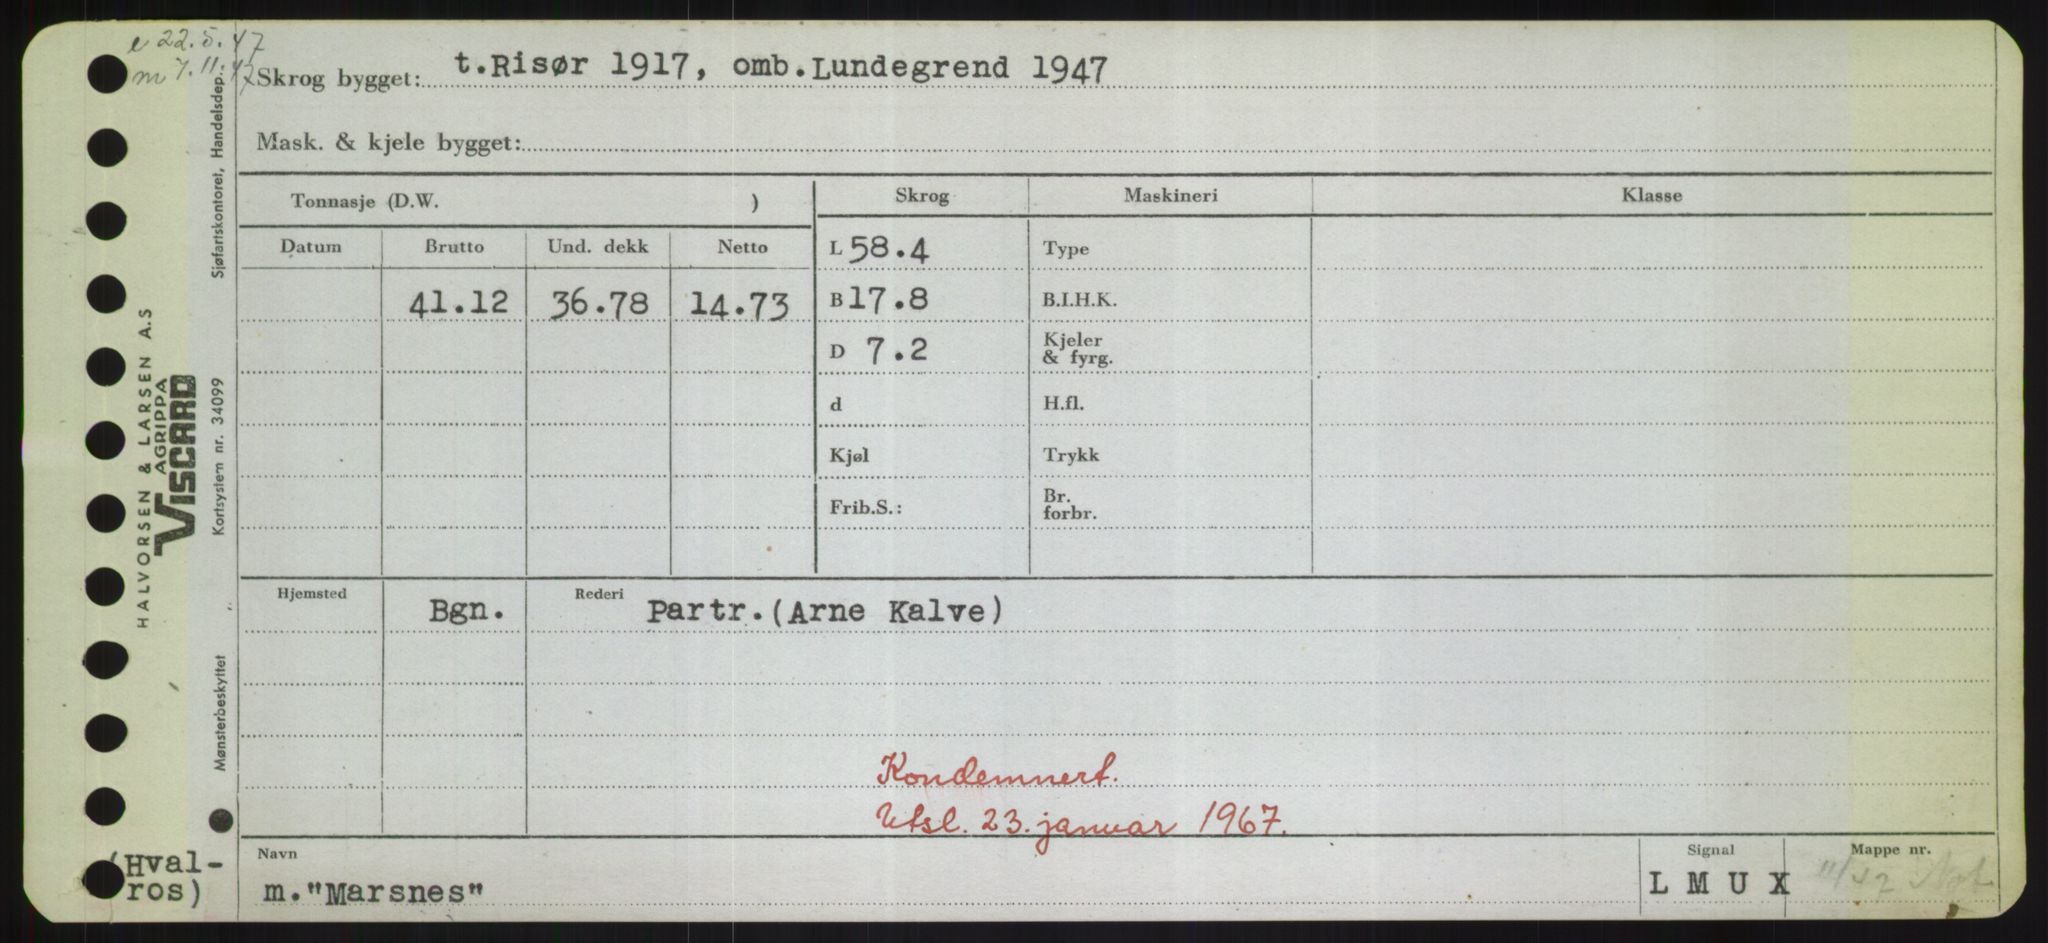 e 22.5.47
m 7.11.47
Skrog bygget: t.Risør 1917, omb.Lundegrend 1947
Mask. & kjele bygget:
Tonnasje (D.W. )
Skrog Maskineri Klasse
Datum Brutto Und. dekk Netto
L 58.4 Type
41.12 36.78 14.73 B 17.8 B.I.H.K.
D 7.2 Kjeler
& fyrg.
d H.fl.
Kjøl Trykk
Frib.S.: Br.
forbr.
Hjemsted Bgn. Rederi Partr.(Arne Kalve)
Kondemnert.
Utsl. 23. januar 1967.
Navn Signal Mappe nr.
m."Marsnes" L M U X 11/47
(Hval-
ros)
HALVORSEN & LARSEN A.S
AGRIPPA
VISCARD
Mønsterbeskyttet Kortsystem nr. 34099 Sjøfartskontoret, Handelsdep.